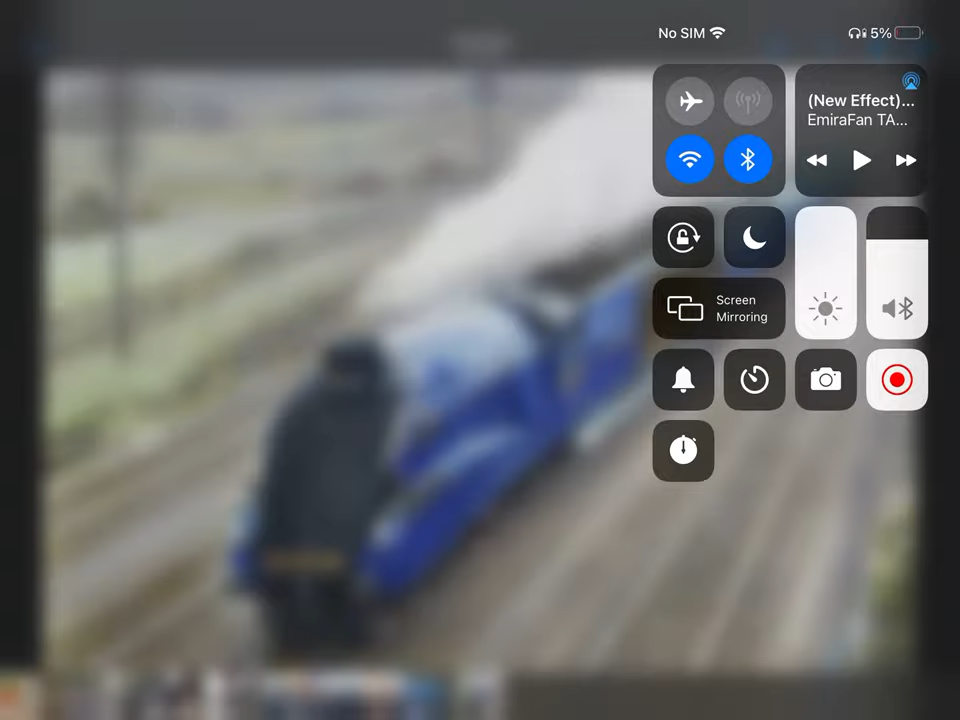 No SIM
5%
(New Effect)...
EmiraFan TA...
Screen
Mirroring